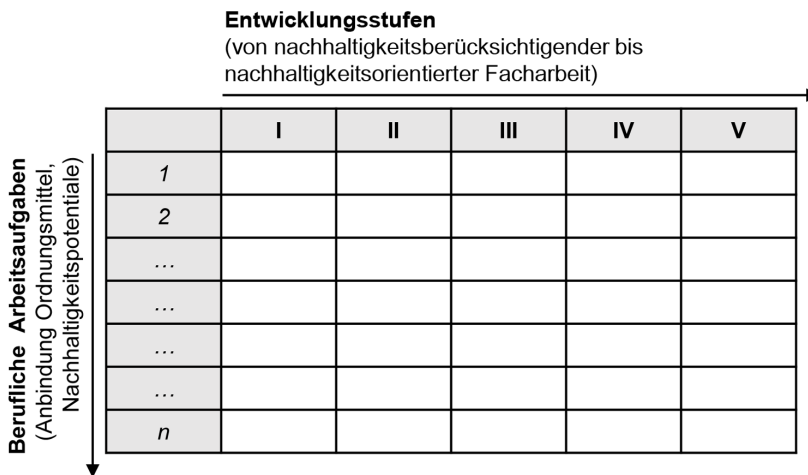 Entwicklungsstufen
(von nachhaltigkeitsberücksichtigender bis
nachhaltigkeitsorientierter Facharbeit)
I II III IV V
Berufliche Arbeitsaufgaben
(Anbindung Ordnungsmittel,
Nachhaltigkeitspotentiale)
1
2
...
...
...
...
n